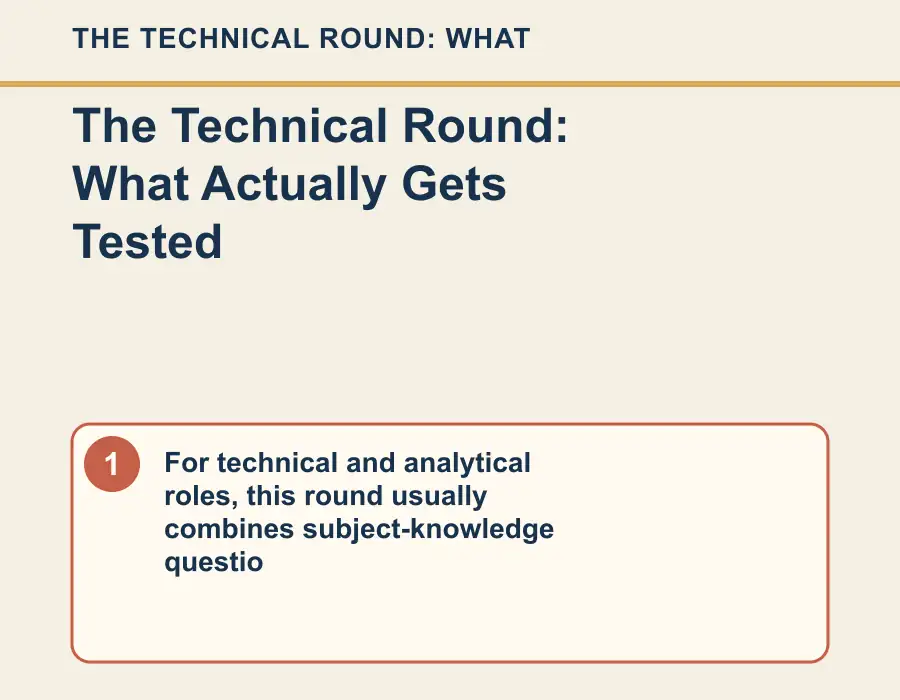 THE TECHNICAL ROUND: WHAT
The Technical Round:
What Actually Gets
Tested
1
For technical and analytical
roles, this round usually
combines subject-knowledge
questio